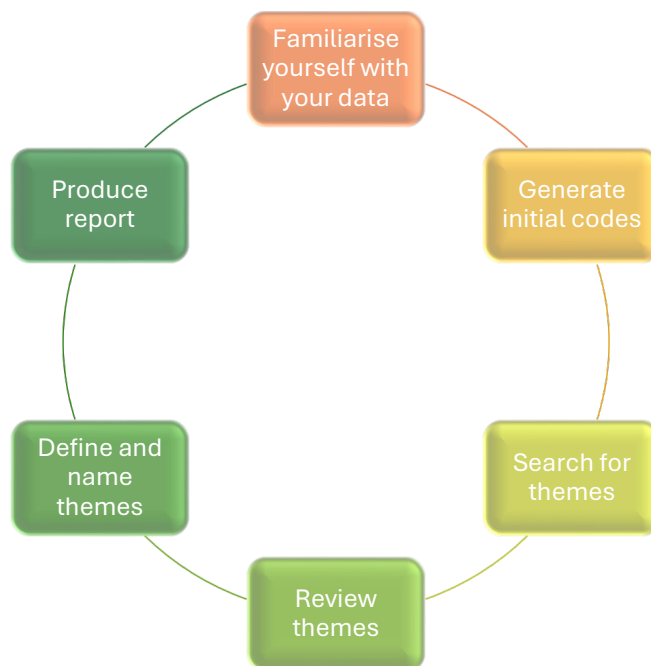 Familiarise
yourself with
your data
Generate
initial codes
Search for
themes
Review
themes
Define and
name
themes
Produce
report